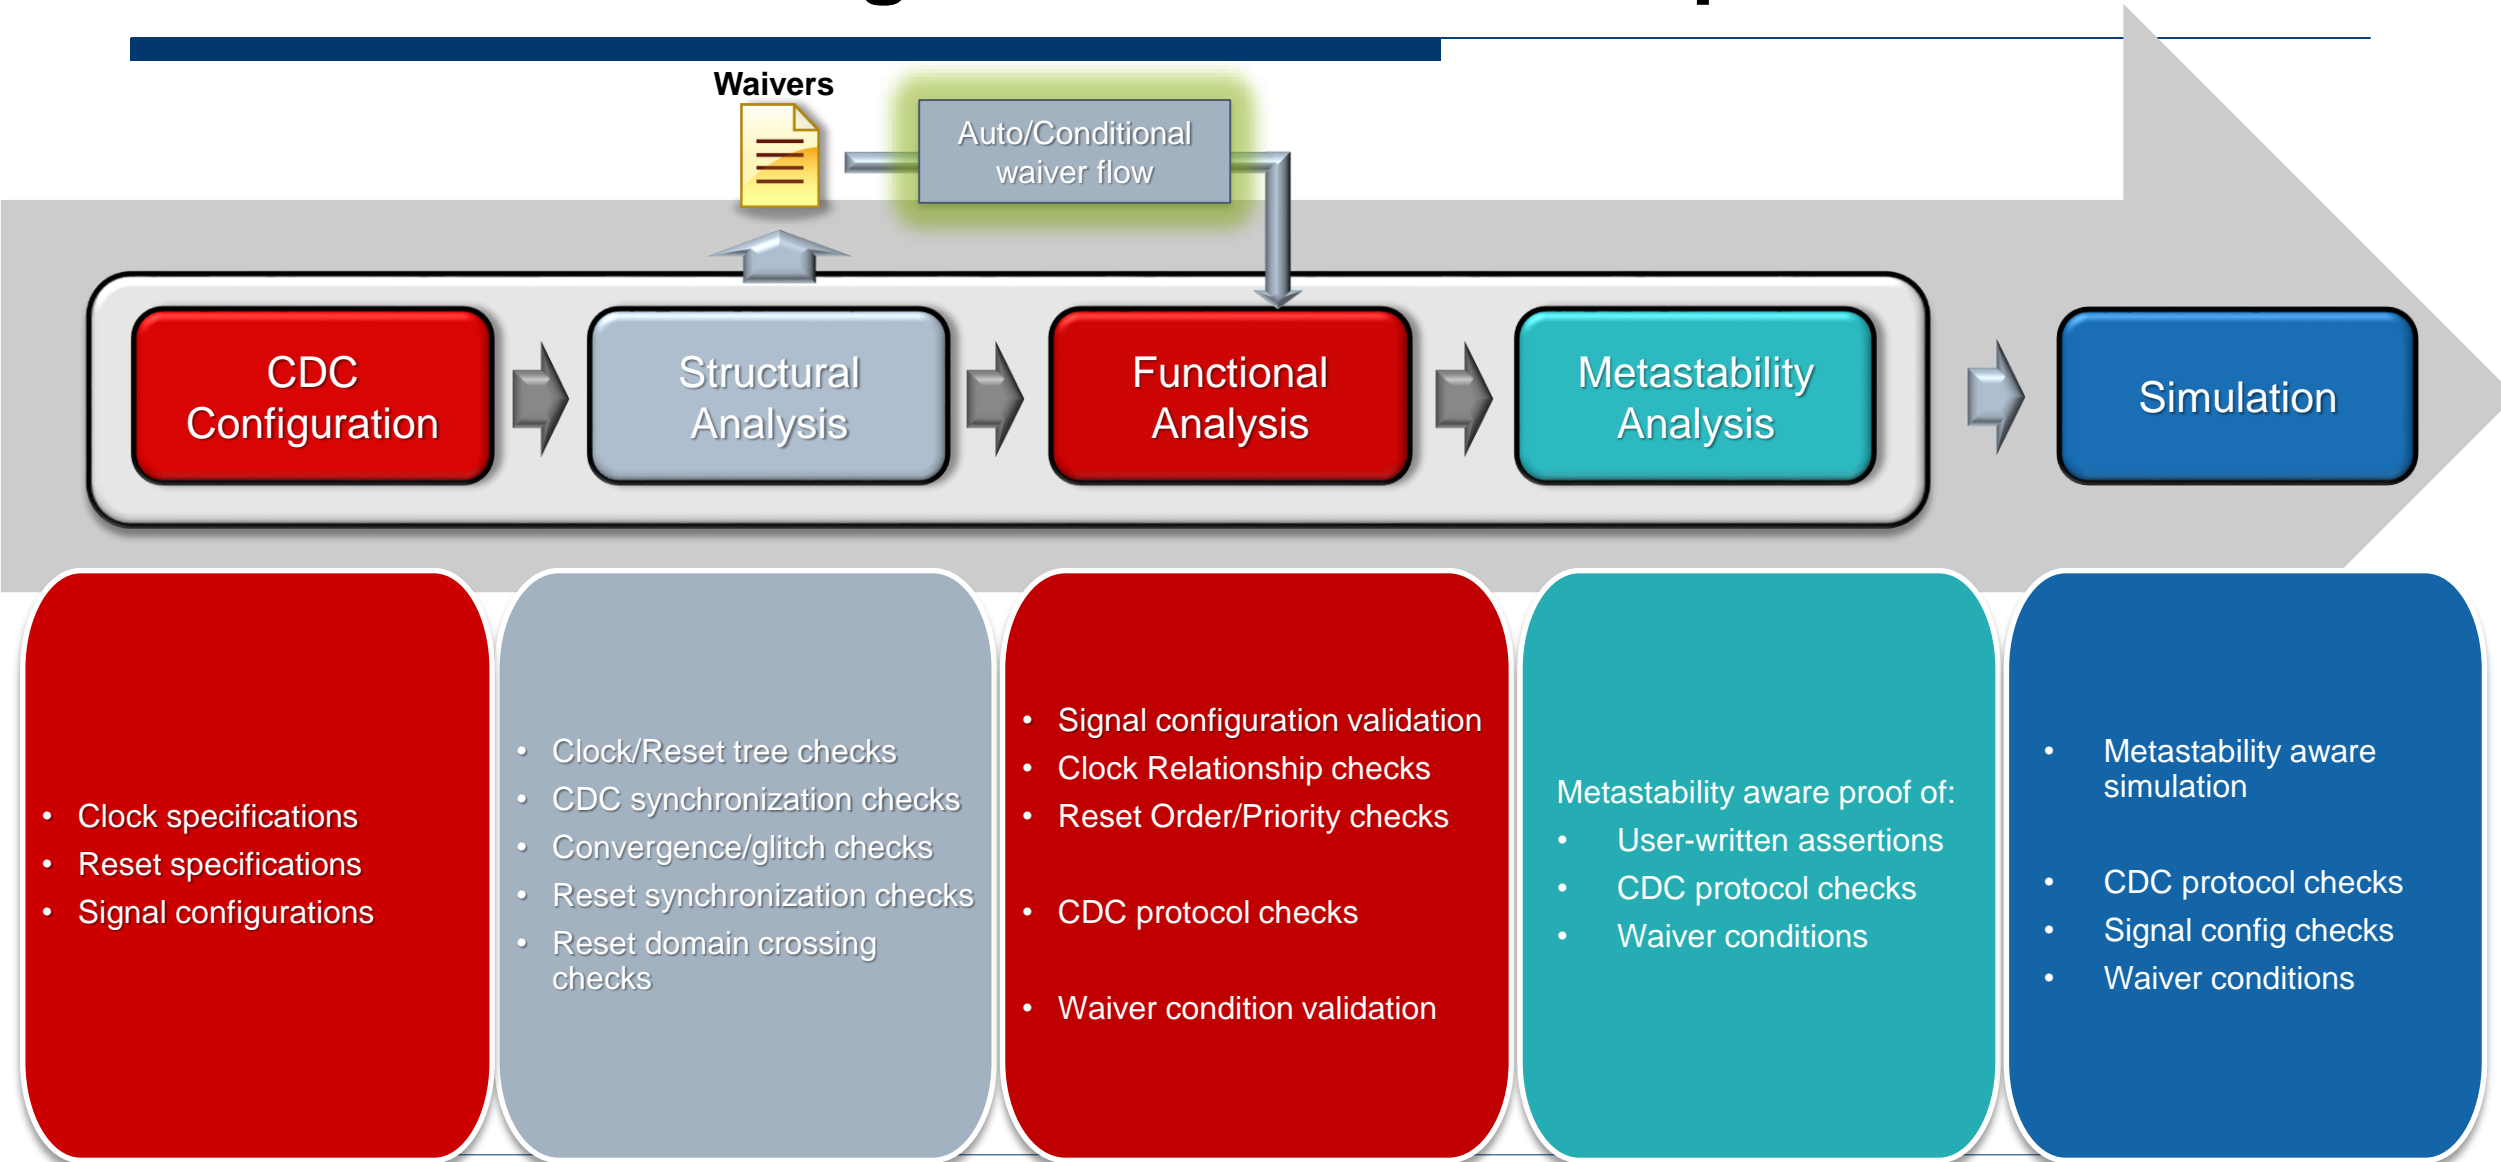 Waivers
Auto/Conditional
waiver flow
CDC
Configuration
Structural
Analysis
Functional
Analysis
Metastability
Analysis
Simulation
• Clock specifications
• Reset specifications
• Signal configurations
• Clock/Reset tree checks
• CDC synchronization checks
• Convergence/glitch checks
• Reset synchronization checks
• Reset domain crossing
checks
• Signal configuration validation
• Clock Relationship checks
• Reset Order/Priority checks
• CDC protocol checks
• Waiver condition validation
Metastability aware proof of:
• User-written assertions
• CDC protocol checks
• Waiver conditions
• Metastability aware
simulation
• CDC protocol checks
• Signal config checks
• Waiver conditions